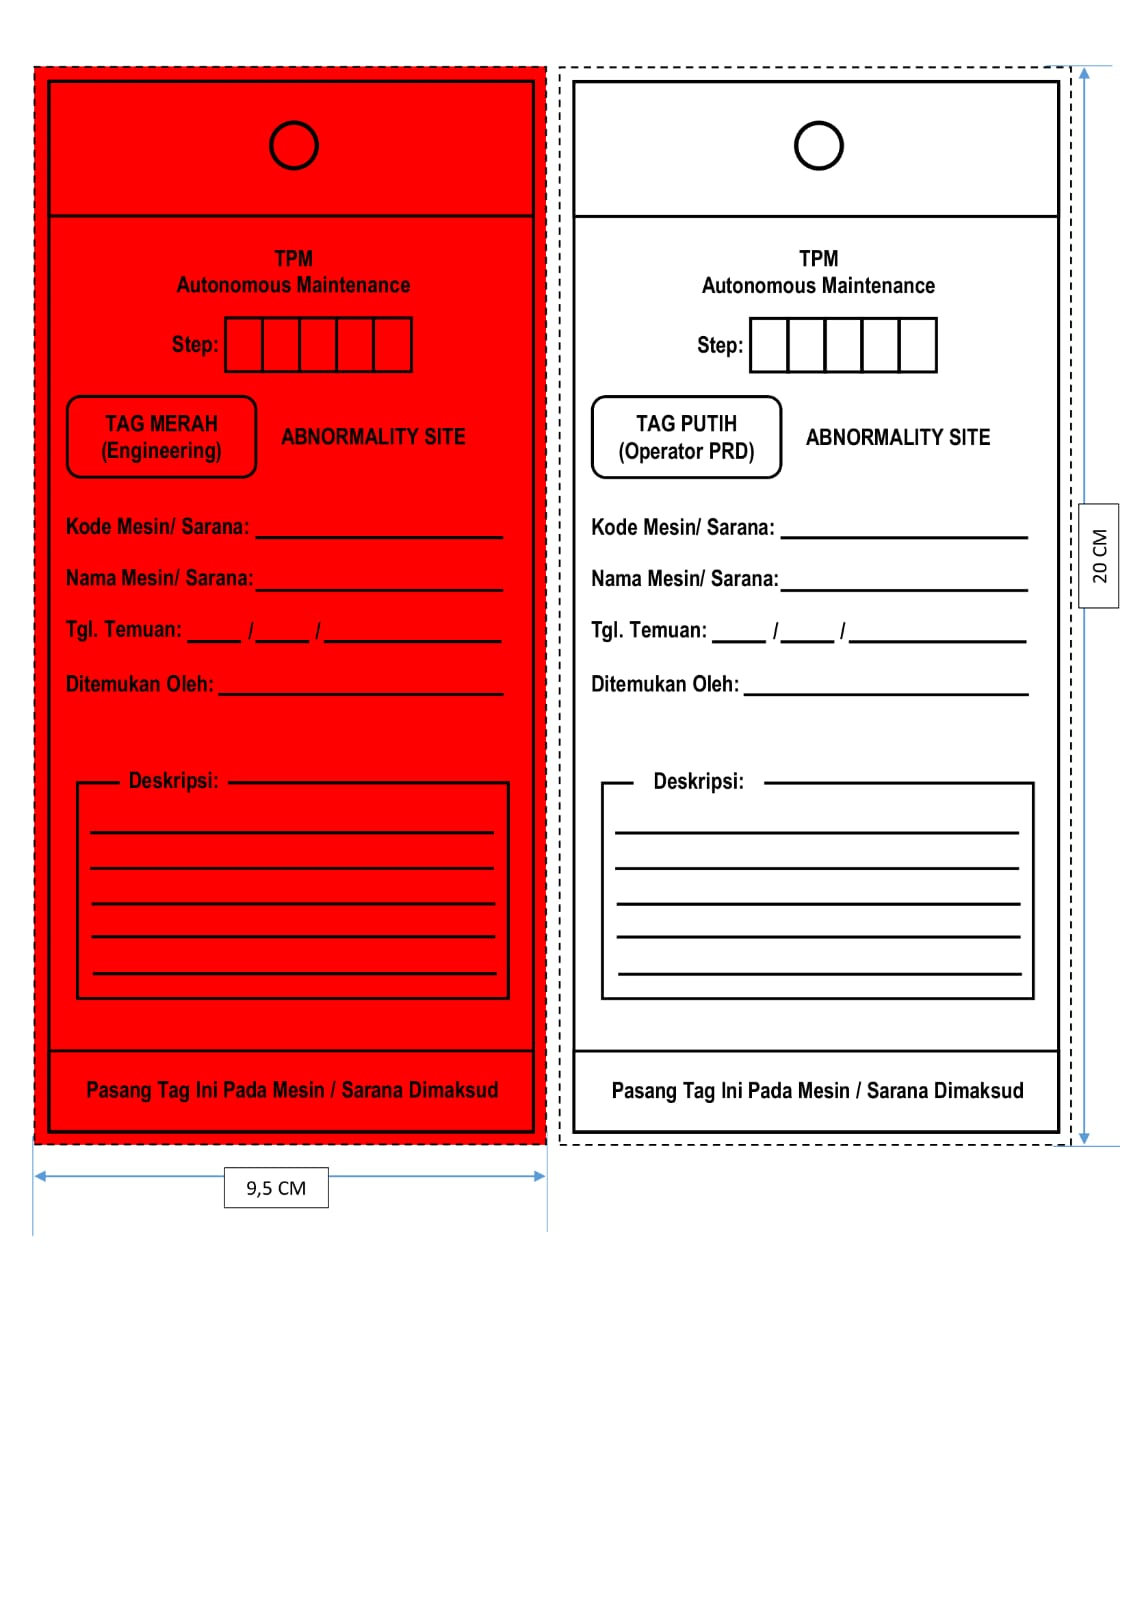 TPM
Autonomous Maintenance
Step:
TAG MERAH
(Engineering)
ABNORMALITY SITE
Kode Mesin/ Sarana:
Nama Mesin/ Sarana:
Tgl. Temuan: / /
Ditemukan Oleh:
Deskripsi:
Pasang Tag Ini Pada Mesin / Sarana Dimaksud
9,5 CM
TPM
Autonomous Maintenance
Step:
TAG PUTIH
(Operator PRD)
ABNORMALITY SITE
Kode Mesin/ Sarana:
Nama Mesin/ Sarana:
Tgl. Temuan: / /
Ditemukan Oleh:
Deskripsi:
Pasang Tag Ini Pada Mesin / Sarana Dimaksud
20 CM